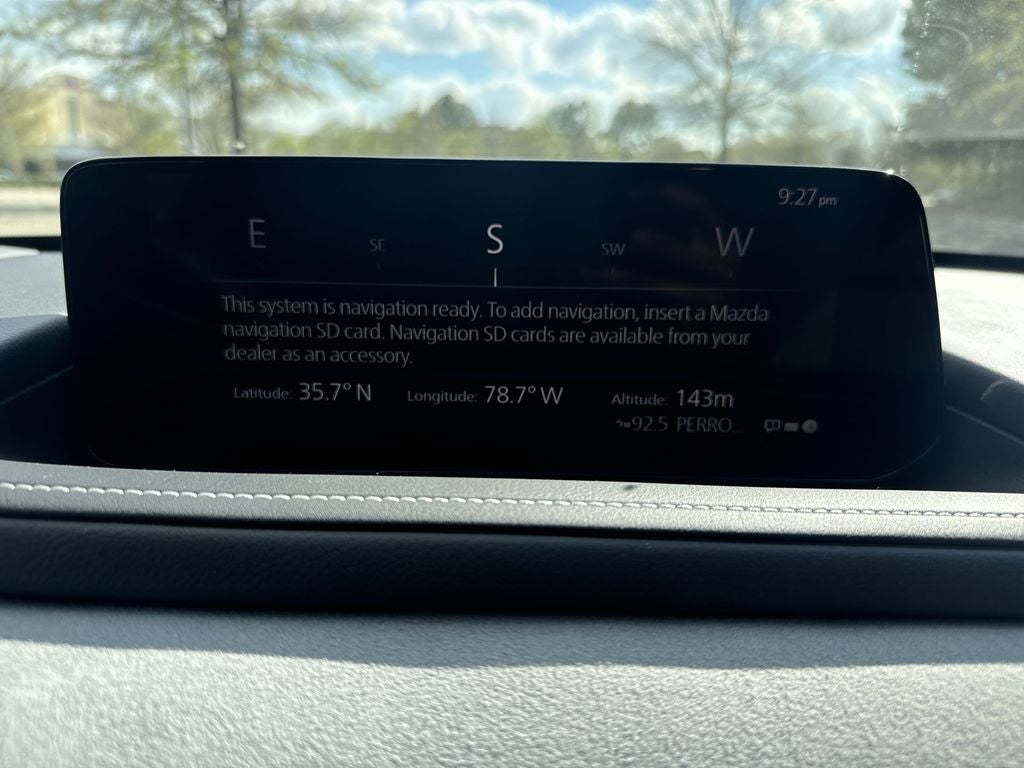 9:27pm
E SE S SW W
This system is navigation ready. To add navigation, insert a Mazda
navigation SD card. Navigation SD cards are available from your
dealer as an accessory.
Latitude: 35.7° N Longitude: 78.7° W Altitude: 143m
92.5 PERRO...